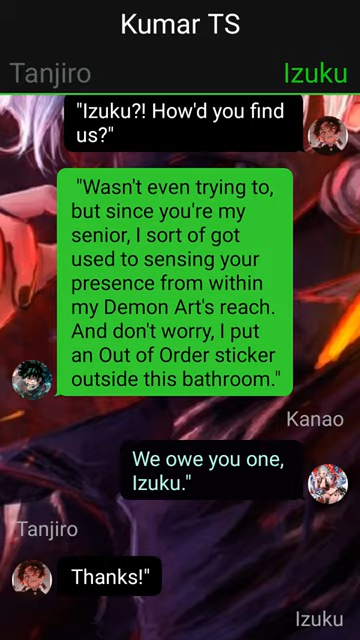 Kumar TS
Tanjiro
Izuku
"Izuku?! How'd you find
us?"
"Wasn't even trying to,
but since you're my
senior, I sort of got
used to sensing your
presence from within
my Demon Art's reach.
And don't worry, I put
an Out of Order sticker
outside this bathroom."
Kanao
We owe you one,
Izuku."
Tanjiro
Thanks!"
Izuku